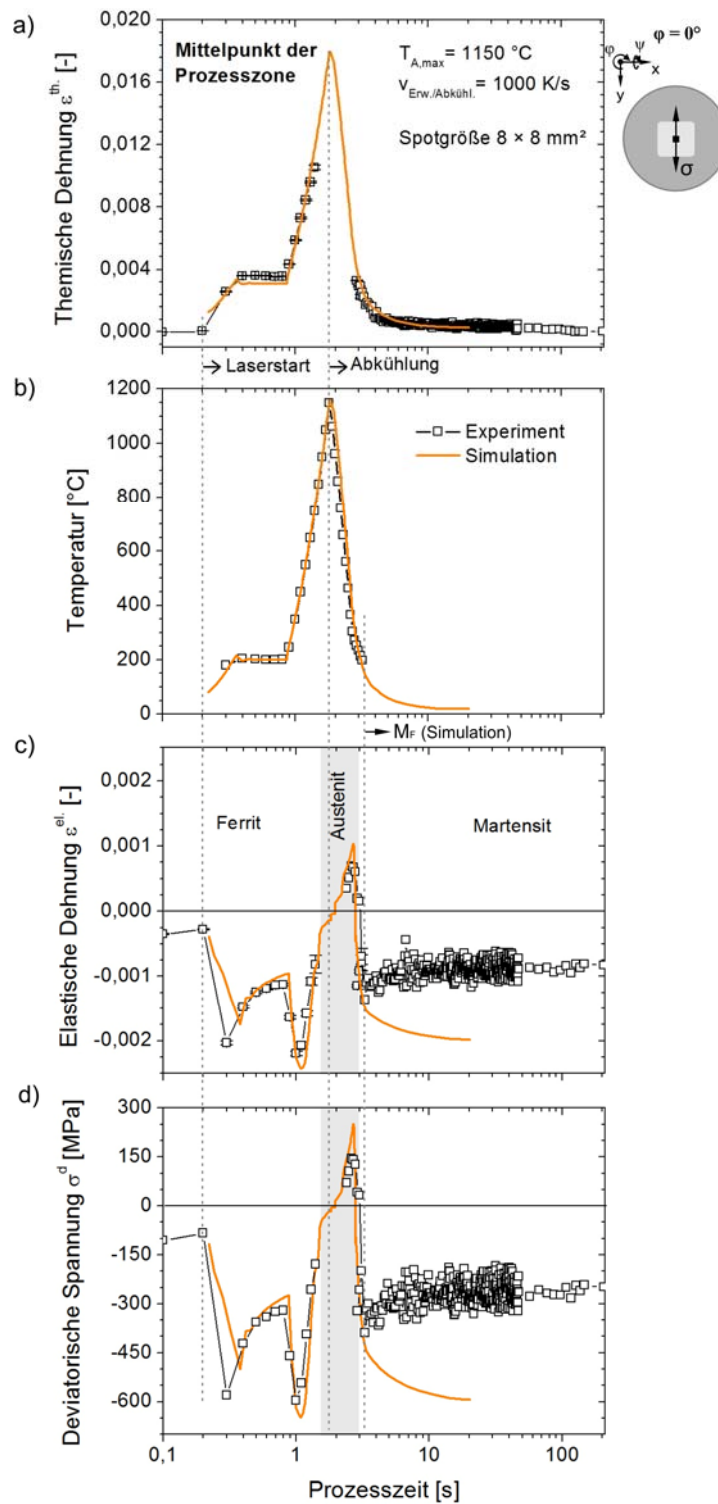 a)
0,020
0,016
0,012
0,008
0,004
0,000
Themische Dehnung ε^th. [-]
Mittelpunkt der
Prozesszone
T_A,max = 1150 °C
v_Erw./Abkühl. = 1000 K/s
Spotgröße 8 × 8 mm²
φ = 0°
φ
ψ
x
y
σ
Laserstart
Abkühlung
b)
1200
1000
800
600
400
200
0
Temperatur [°C]
Experiment
Simulation
M_F (Simulation)
c)
0,002
0,001
0,000
-0,001
-0,002
Elastische Dehnung ε^el. [-]
Ferrit
Austenit
Martensit
d)
300
150
0
-150
-300
-450
-600
Deviatorische Spannung σ^d [MPa]
0,1
1
10
100
Prozesszeit [s]